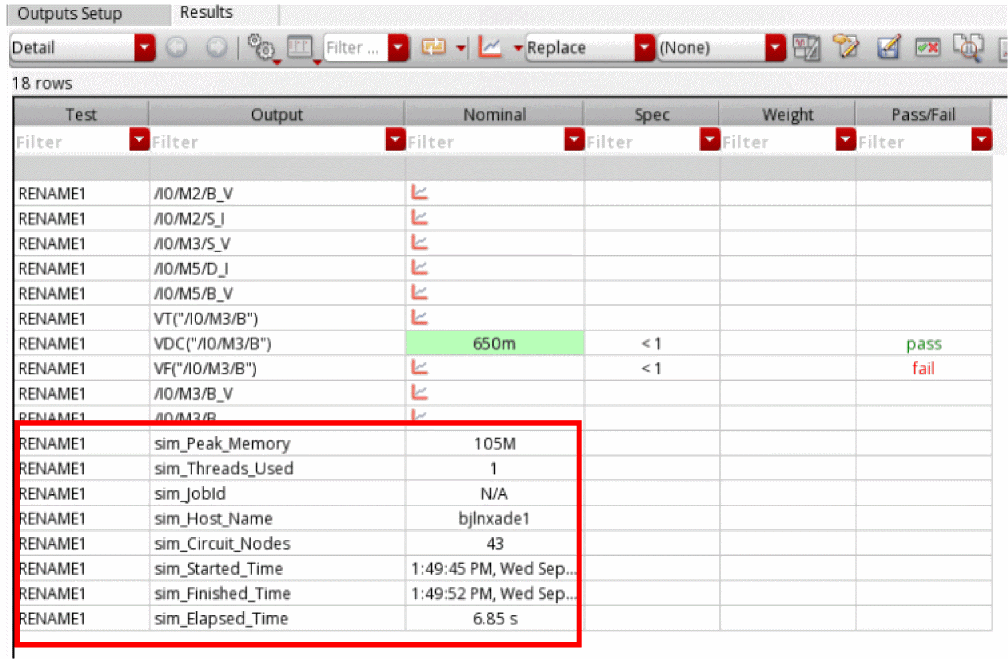 Outputs Setup Results
Detail Filter ... Replace (None)
18 rows
Test Output Nominal Spec Weight Pass/Fail
Filter Filter Filter Filter Filter Filter
RENAME1 /I0/M2/B_V
RENAME1 /I0/M2/S_I
RENAME1 /I0/M3/S_V
RENAME1 /I0/M5/D_I
RENAME1 /I0/M5/B_V
RENAME1 VT("/I0/M3/B")
RENAME1 VDC("/I0/M3/B") 650m < 1 pass
RENAME1 VF("/I0/M3/B") < 1 fail
RENAME1 /I0/M3/B_V
RENAME1 /I0/M3/B
RENAME1 sim_Peak_Memory 105M
RENAME1 sim_Threads_Used 1
RENAME1 sim_JobId N/A
RENAME1 sim_Host_Name bjlnxade1
RENAME1 sim_Circuit_Nodes 43
RENAME1 sim_Started_Time 1:49:45 PM, Wed Sep...
RENAME1 sim_Finished_Time 1:49:52 PM, Wed Sep...
RENAME1 sim_Elapsed_Time 6.85 s